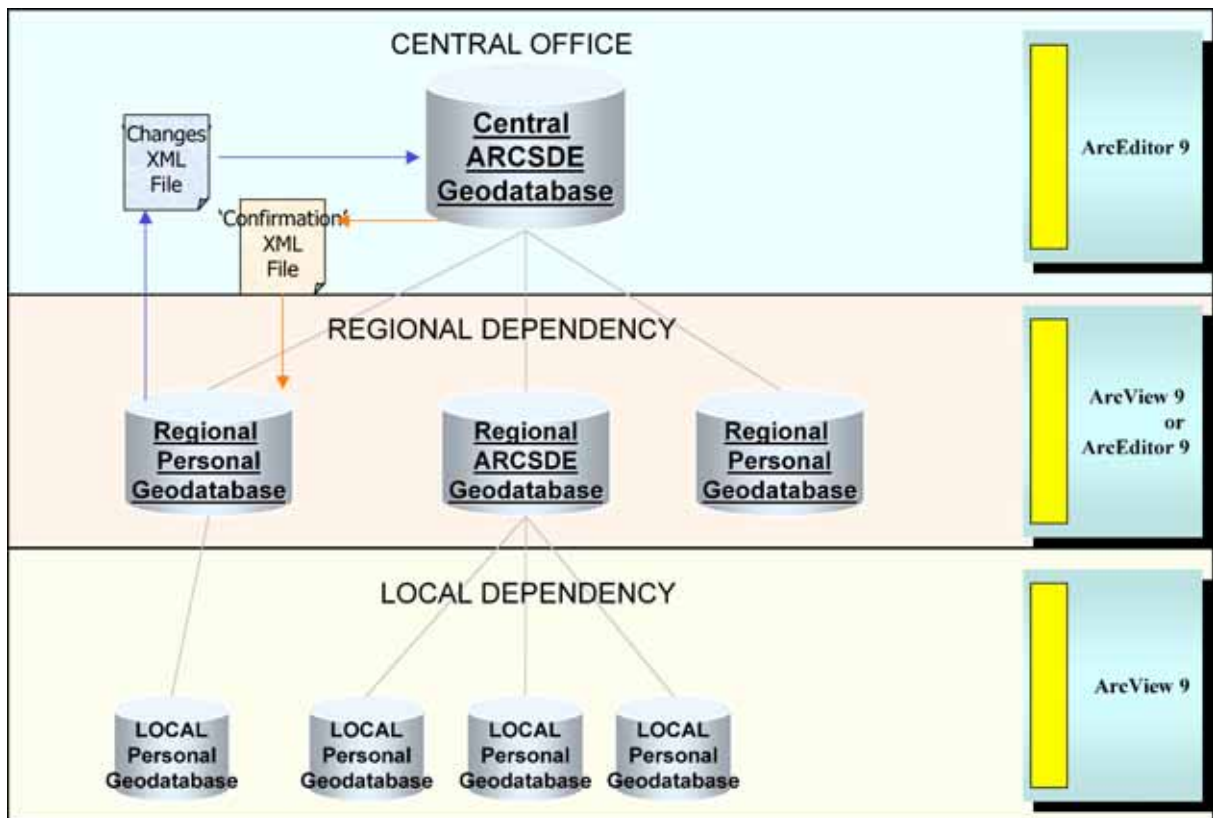 CENTRAL OFFICE
'Changes'
XML
File
Central
ARCSDE
Geodatabase
ArcEditor 9
'Confirmation'
XML
File
REGIONAL DEPENDENCY
Regional
Personal
Geodatabase
Regional
ARCSDE
Geodatabase
Regional
Personal
Geodatabase
ArcView 9
or
ArcEditor 9
LOCAL DEPENDENCY
LOCAL
Personal
Geodatabase
LOCAL
Personal
Geodatabase
LOCAL
Personal
Geodatabase
LOCAL
Personal
Geodatabase
ArcView 9